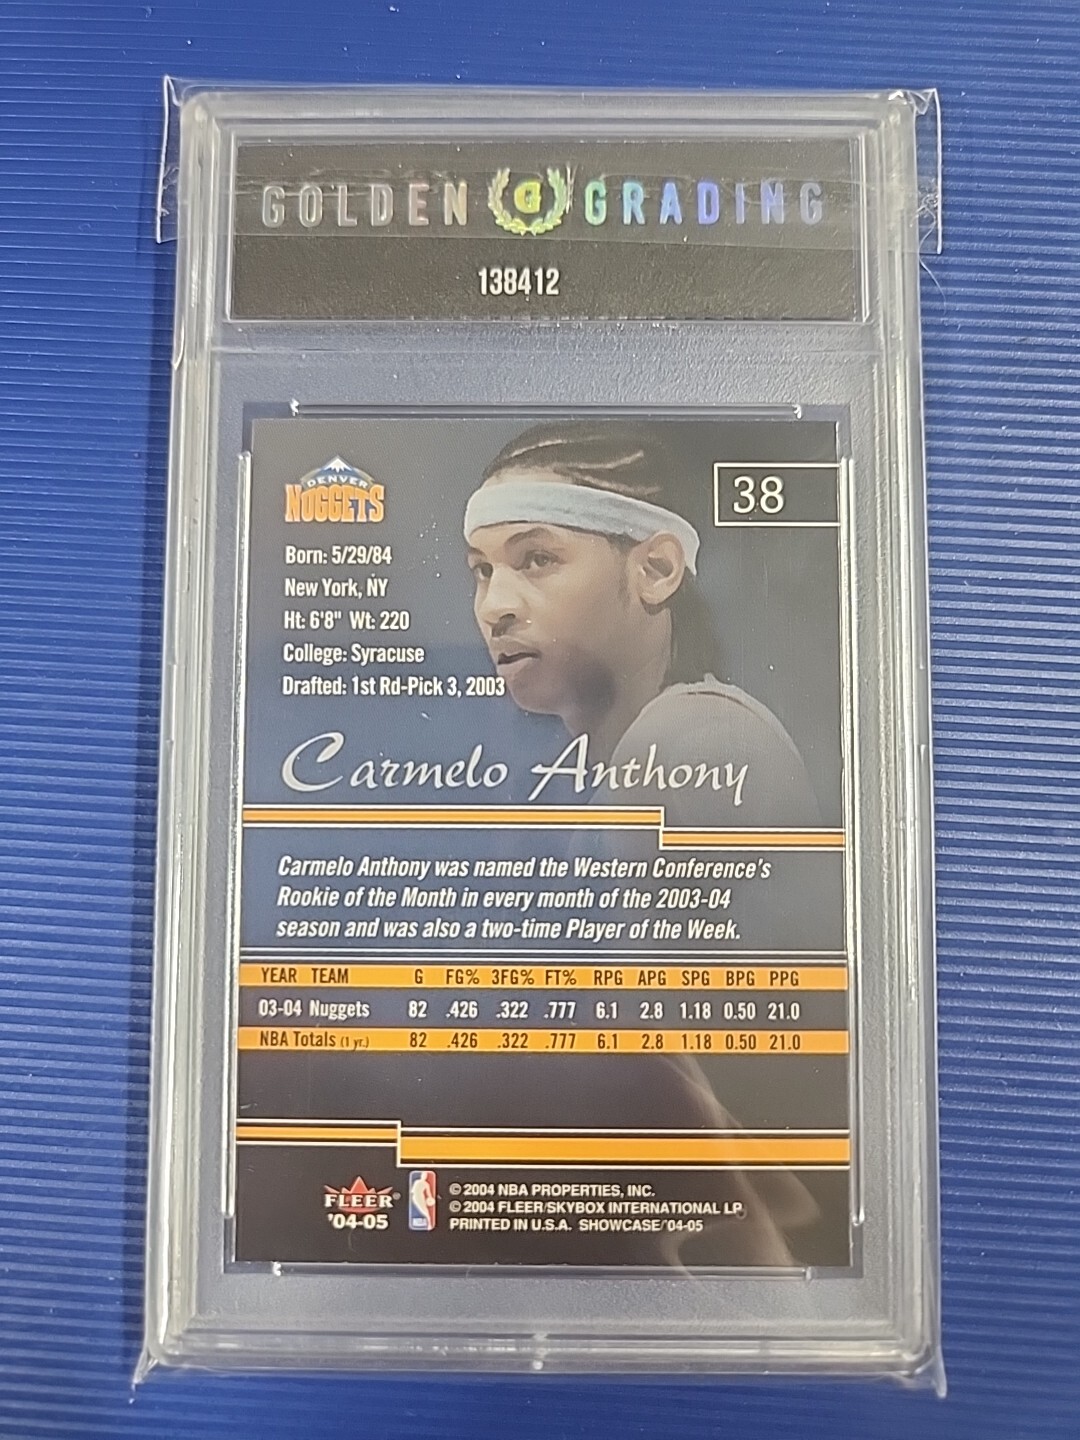 GOLDEN G GRADING
138412
DENVER
NUGGETS
38
Born: 5/29/84
New York, NY
Ht: 6'8" Wt: 220
College: Syracuse
Drafted: 1st Rd-Pick 3, 2003
Carmelo Anthony
Carmelo Anthony was named the Western Conference's
Rookie of the Month in every month of the 2003-04
season and was also a two-time Player of the Week.
YEAR TEAM G FG% 3FG% FT% RPG APG SPG BPG PPG
03-04 Nuggets 82 .426 .322 .777 6.1 2.8 1.18 0.50 21.0
NBA Totals (1 yr.) 82 .426 .322 .777 6.1 2.8 1.18 0.50 21.0
FLEER®
'04-05
NBA
© 2004 NBA PROPERTIES, INC.
© 2004 FLEER/SKYBOX INTERNATIONAL LP
PRINTED IN U.S.A. SHOWCASE '04-05